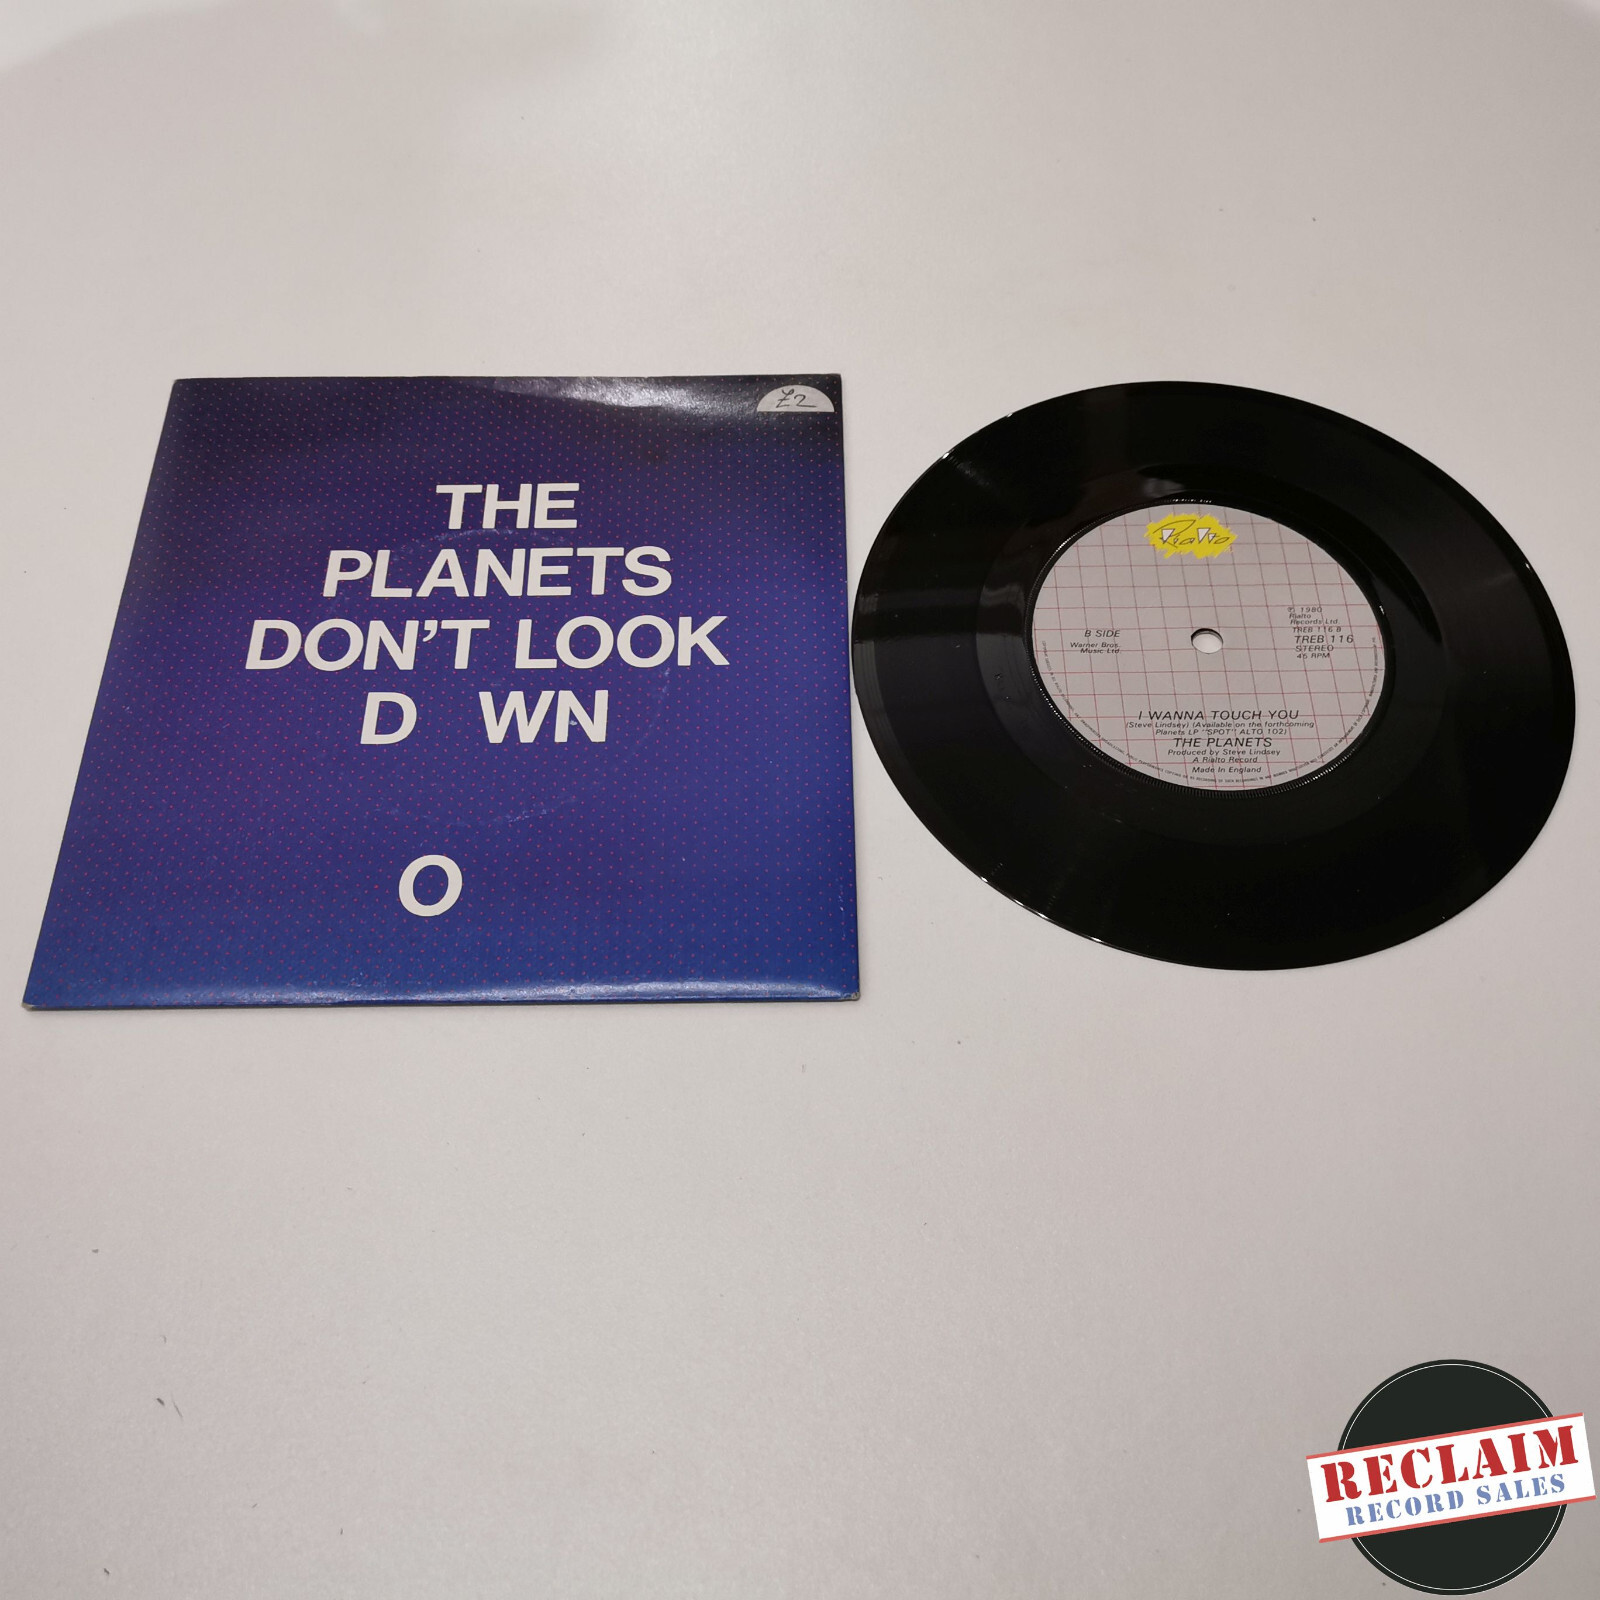 £2
THE
PLANETS
DON'T LOOK
D WN
O
Rialto
B SIDE
Warner Bros.
Music Ltd.
℗ 1980
Rialto
Records Ltd.
TREB 116 B
TREB 116
STEREO
45 RPM
I WANNA TOUCH YOU
(Steve Lindsey) (Available on the forthcoming
Planets LP "SPOT" ALTO 102)
THE PLANETS
Produced by Steve Lindsey
A Rialto Record
Made In England
RECLAIM
RECORD SALES